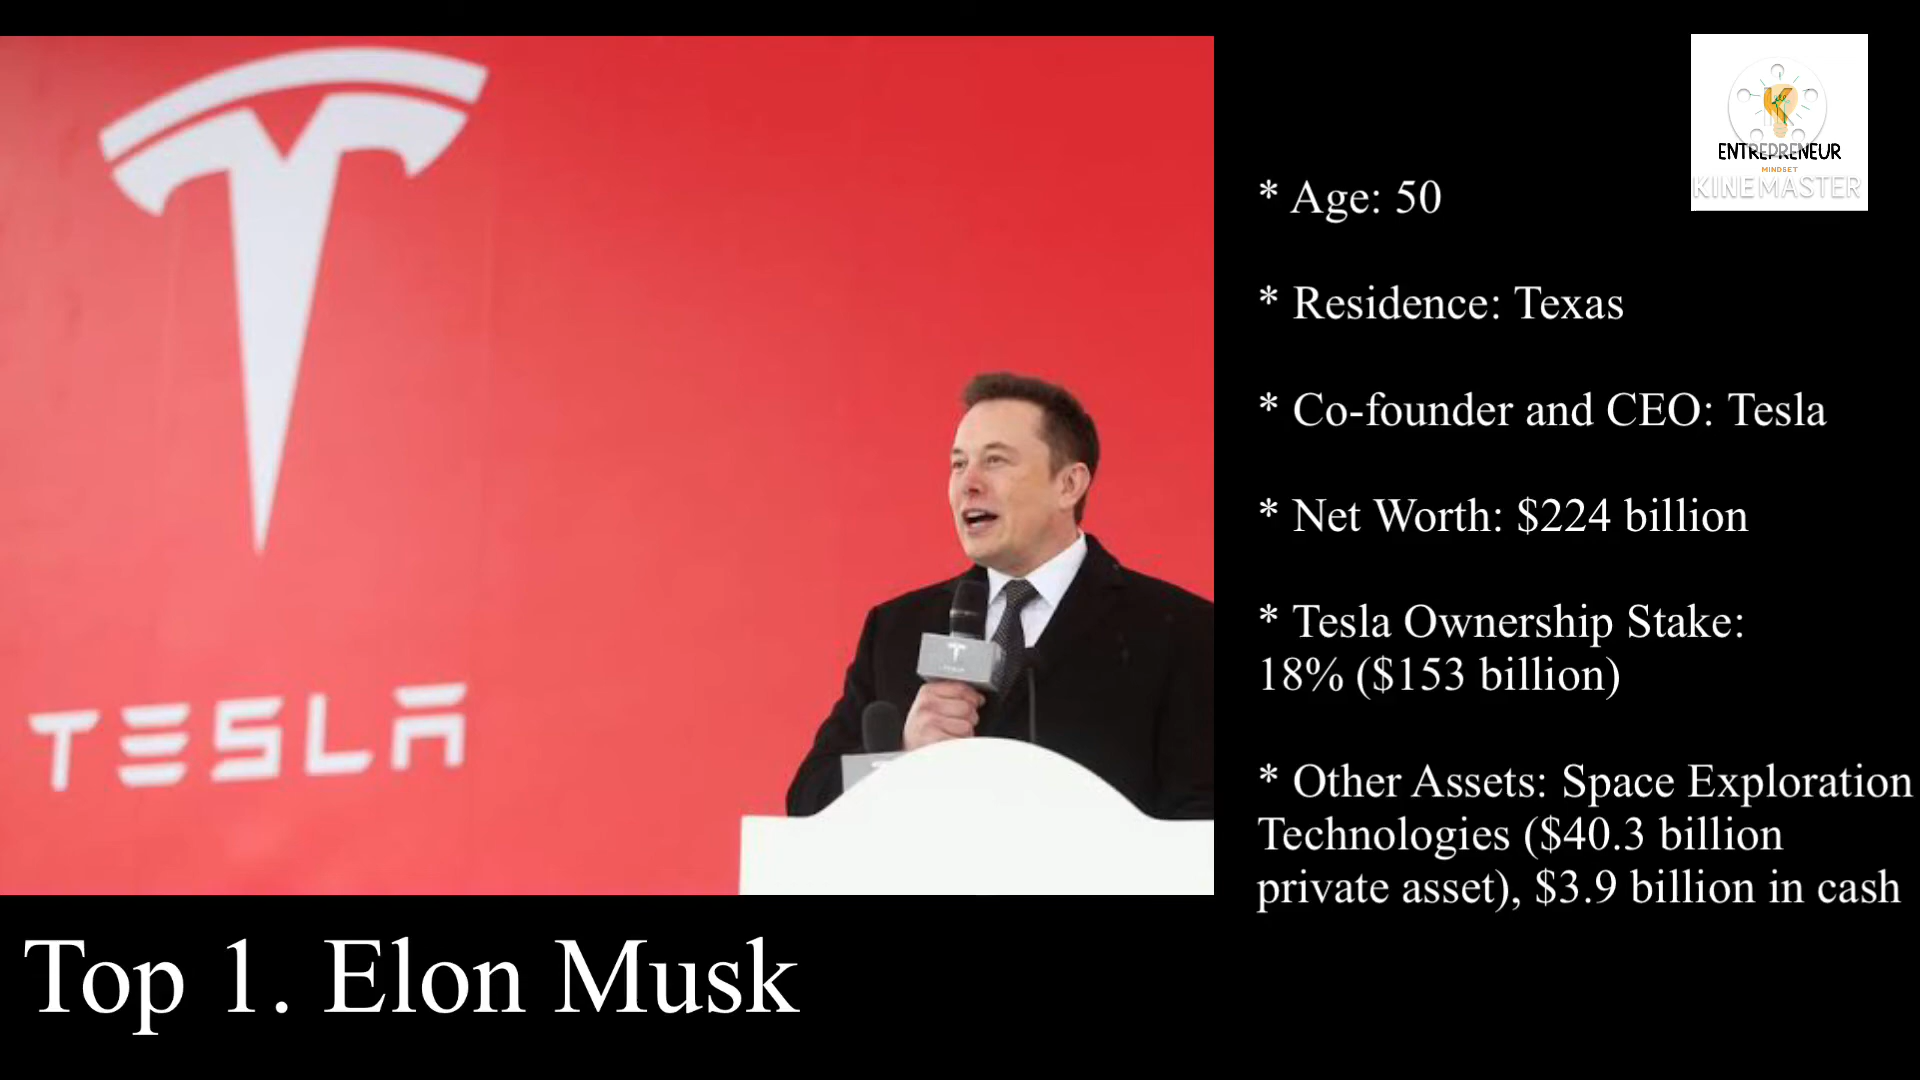 TESLA
ENTREPRENEUR
MINDSET
KINEMASTER
* Age: 50
* Residence: Texas
* Co-founder and CEO: Tesla
* Net Worth: $224 billion
* Tesla Ownership Stake:
18% ($153 billion)
* Other Assets: Space Exploration
Technologies ($40.3 billion
private asset), $3.9 billion in cash
Top 1. Elon Musk